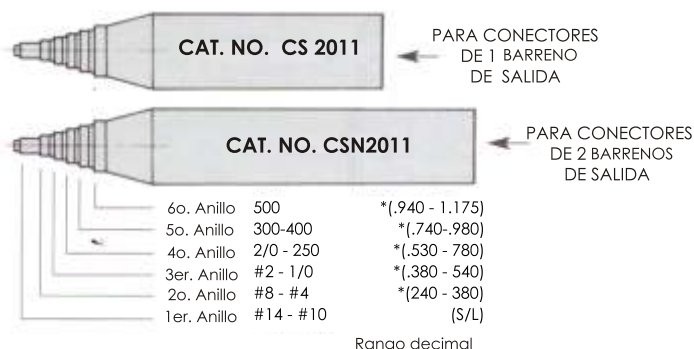 CAT. NO. CS 2011
PARA CONECTORES
DE 1 BARRENO
DE SALIDA
CAT. NO. CSN2011
PARA CONECTORES
DE 2 BARRENOS
DE SALIDA
6o. Anillo 500 *(.940 - 1.175)
5o. Anillo 300-400 *(.740-.980)
4o. Anillo 2/0 - 250 *(.530 - 780)
3er. Anillo #2 - 1/0 *(.380 - 540)
2o. Anillo #8 - #4 *(240 - 380)
1er. Anillo #14 - #10 (S/L)
Rango decimal